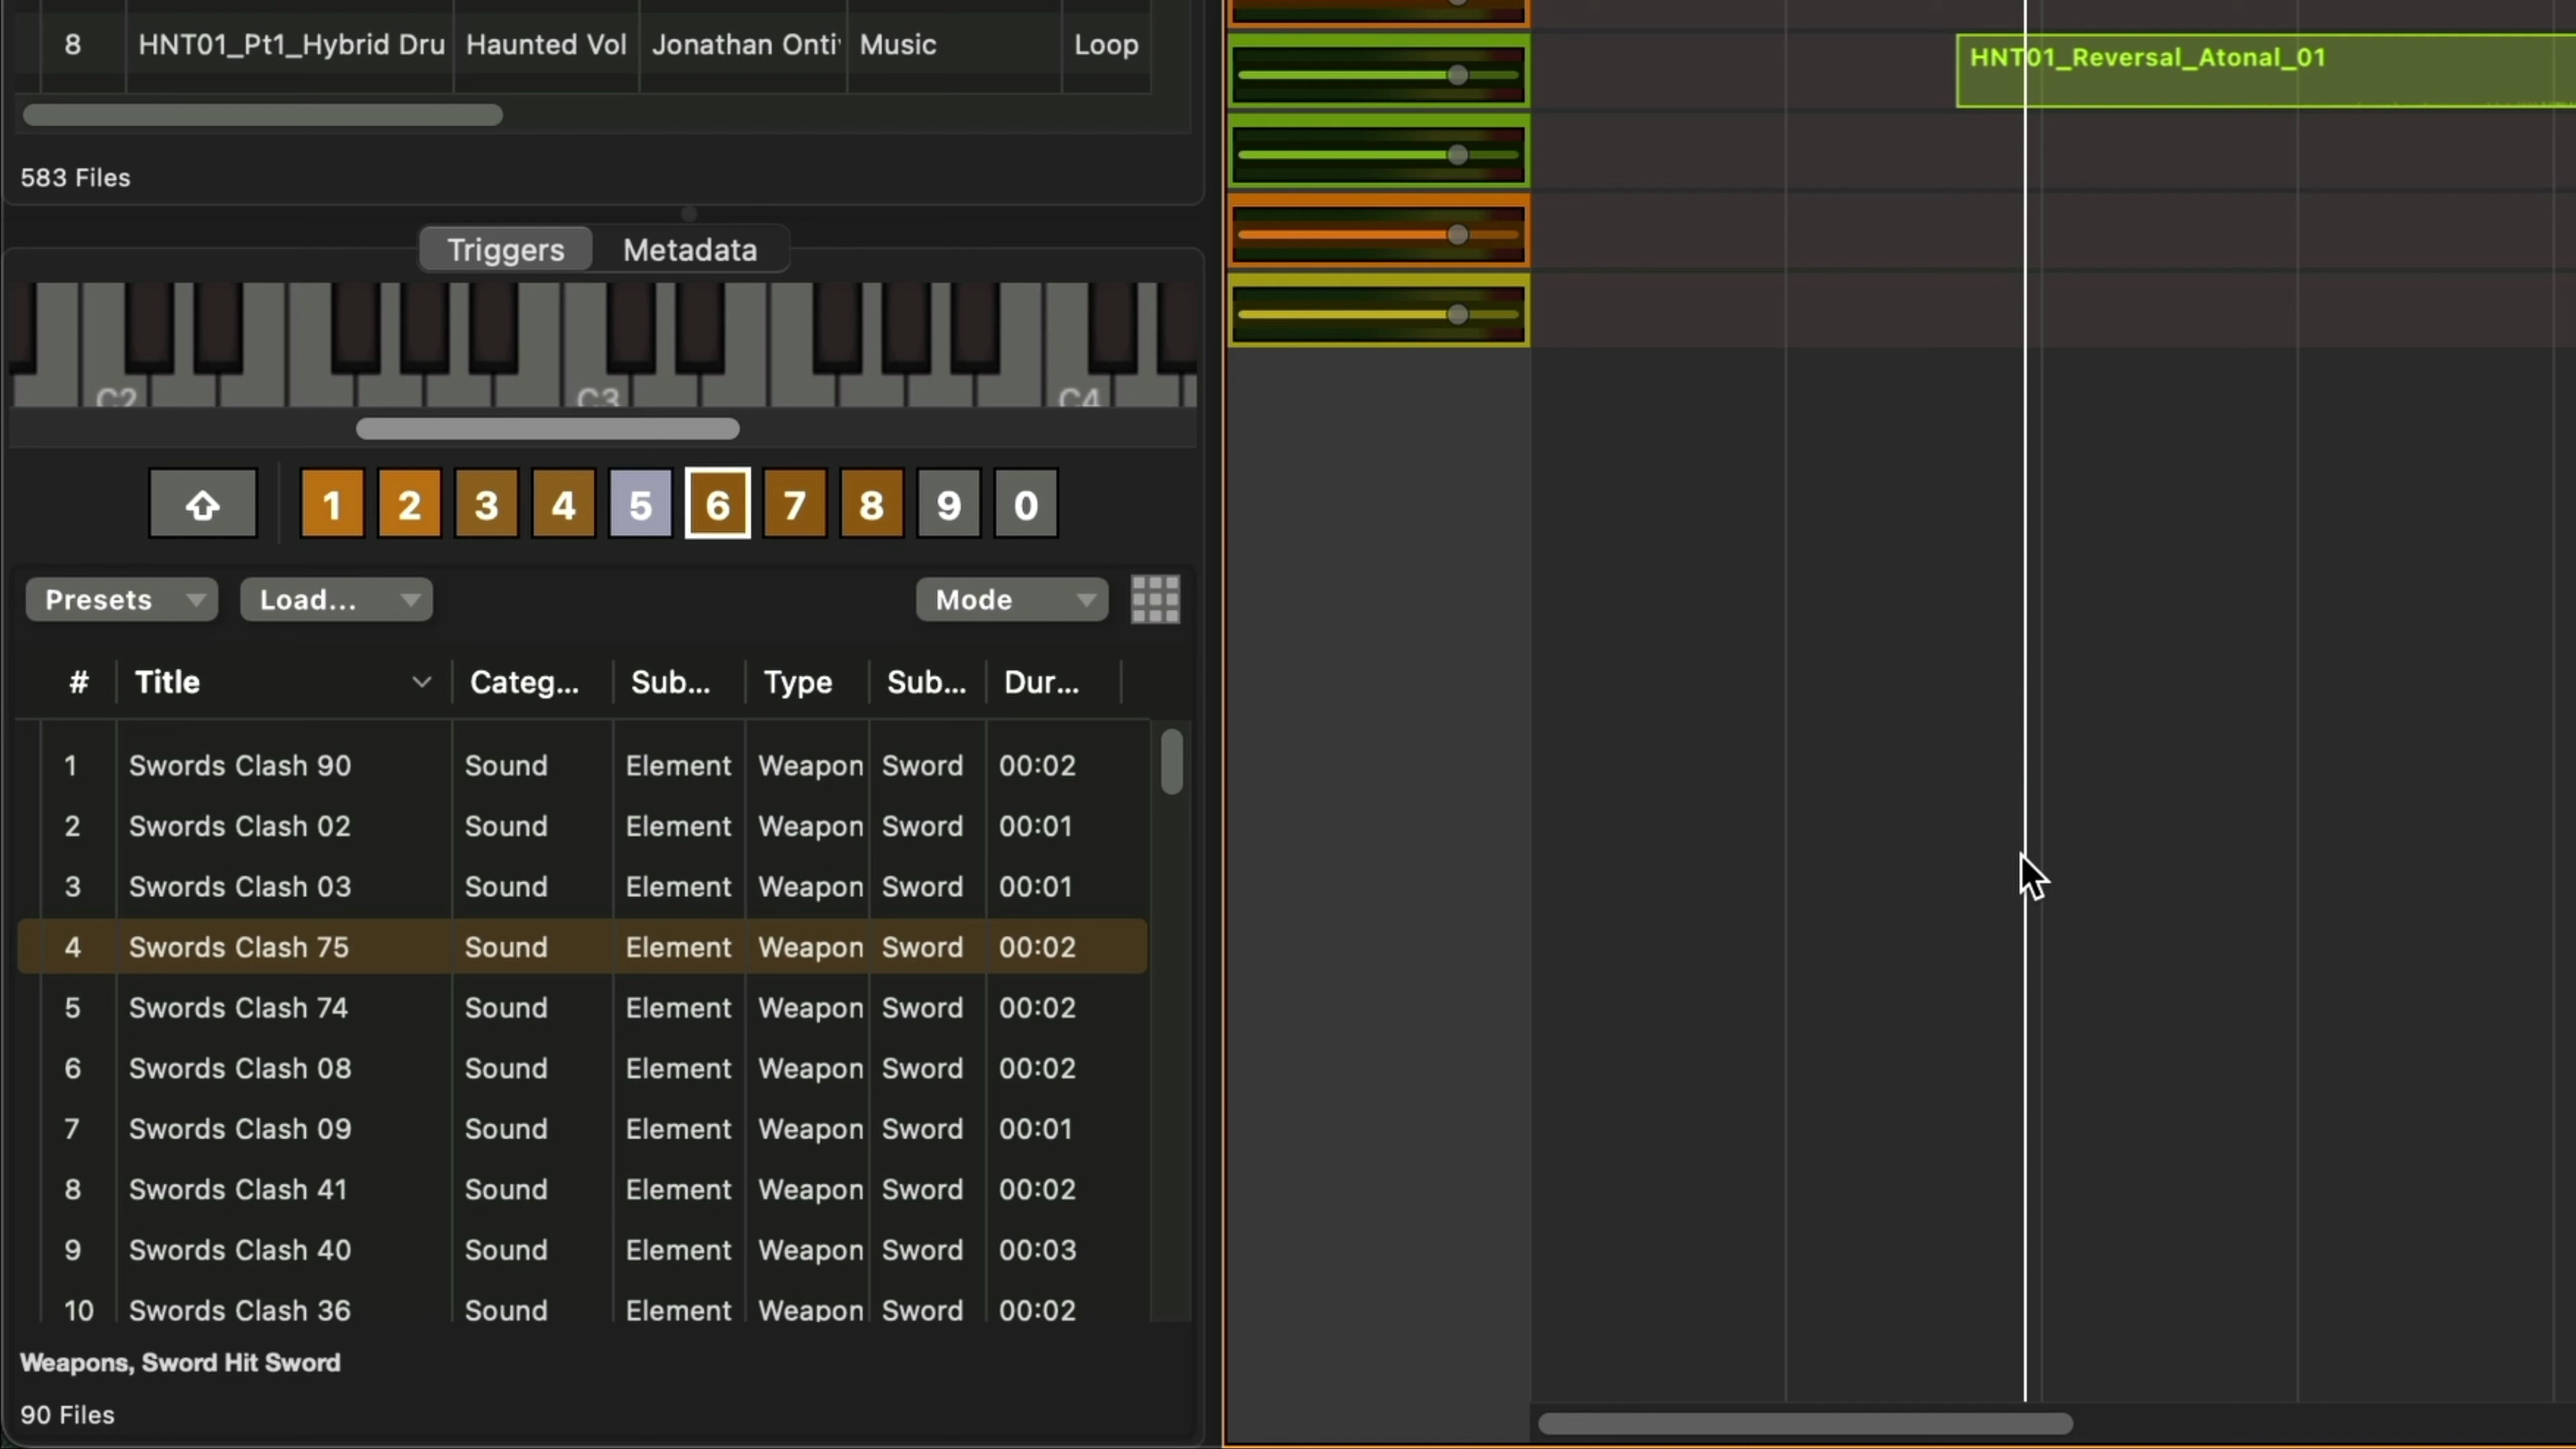 8 HNT01_Pt1_Hybrid Dru Haunted Vol Jonathan Onti Music Loop
HNT01_Reversal_Atonal_01
583 Files
Triggers Metadata
C2 C3 C4
1 2 3 4 5 6 7 8 9 0
Presets Load... Mode
# Title Categ... Sub... Type Sub... Dur...
1 Swords Clash 90 Sound Element Weapon Sword 00:02
2 Swords Clash 02 Sound Element Weapon Sword 00:01
3 Swords Clash 03 Sound Element Weapon Sword 00:01
4 Swords Clash 75 Sound Element Weapon Sword 00:02
5 Swords Clash 74 Sound Element Weapon Sword 00:02
6 Swords Clash 08 Sound Element Weapon Sword 00:02
7 Swords Clash 09 Sound Element Weapon Sword 00:01
8 Swords Clash 41 Sound Element Weapon Sword 00:02
9 Swords Clash 40 Sound Element Weapon Sword 00:03
10 Swords Clash 36 Sound Element Weapon Sword 00:02
Weapons, Sword Hit Sword
90 Files